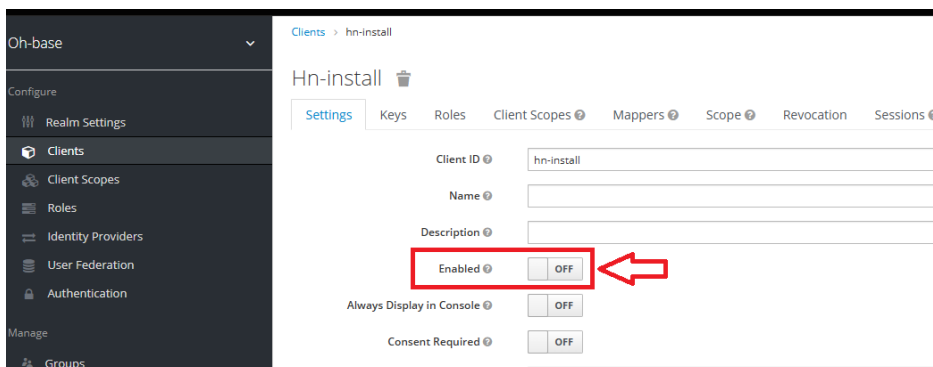 Oh-base
Configure
Realm Settings
Clients
Client Scopes
Roles
Identity Providers
User Federation
Authentication
Manage
Groups
Clients > hn-install
Hn-install
Settings Keys Roles Client Scopes Mappers Scope Revocation Sessions
Client ID hn-install
Name
Description
Enabled OFF
Always Display in Console OFF
Consent Required OFF